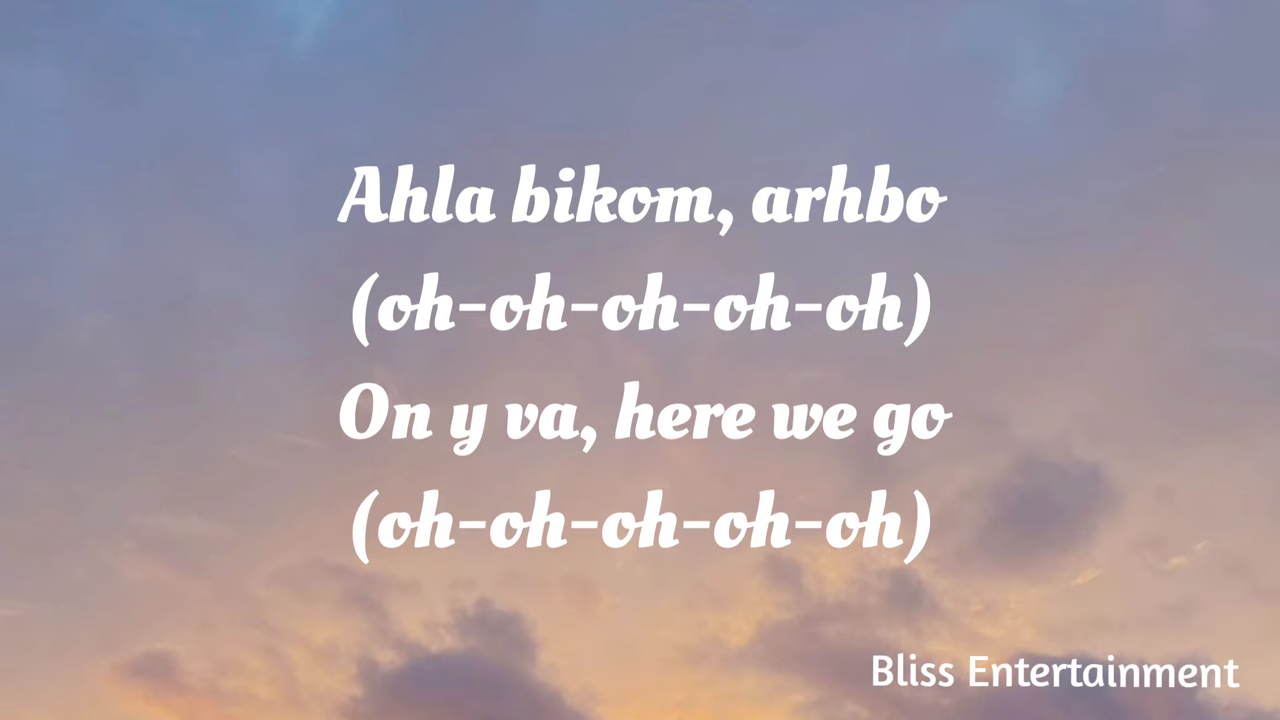 Ahla bikom, arhbo
(oh-oh-oh-oh-oh)
On y va, here we go
(oh-oh-oh-oh-oh)
Bliss Entertainment